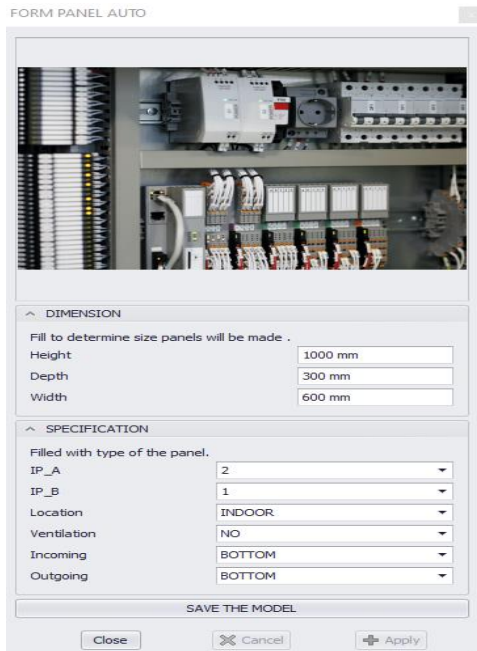 FORM PANEL AUTO
DIMENSION
Fill to determine size panels will be made .
Height 1000 mm
Depth 300 mm
Width 600 mm
SPECIFICATION
Filled with type of the panel.
IP_A 2
IP_B 1
Location INDOOR
Ventilation NO
Incoming BOTTOM
Outgoing BOTTOM
SAVE THE MODEL
Close Cancel Apply